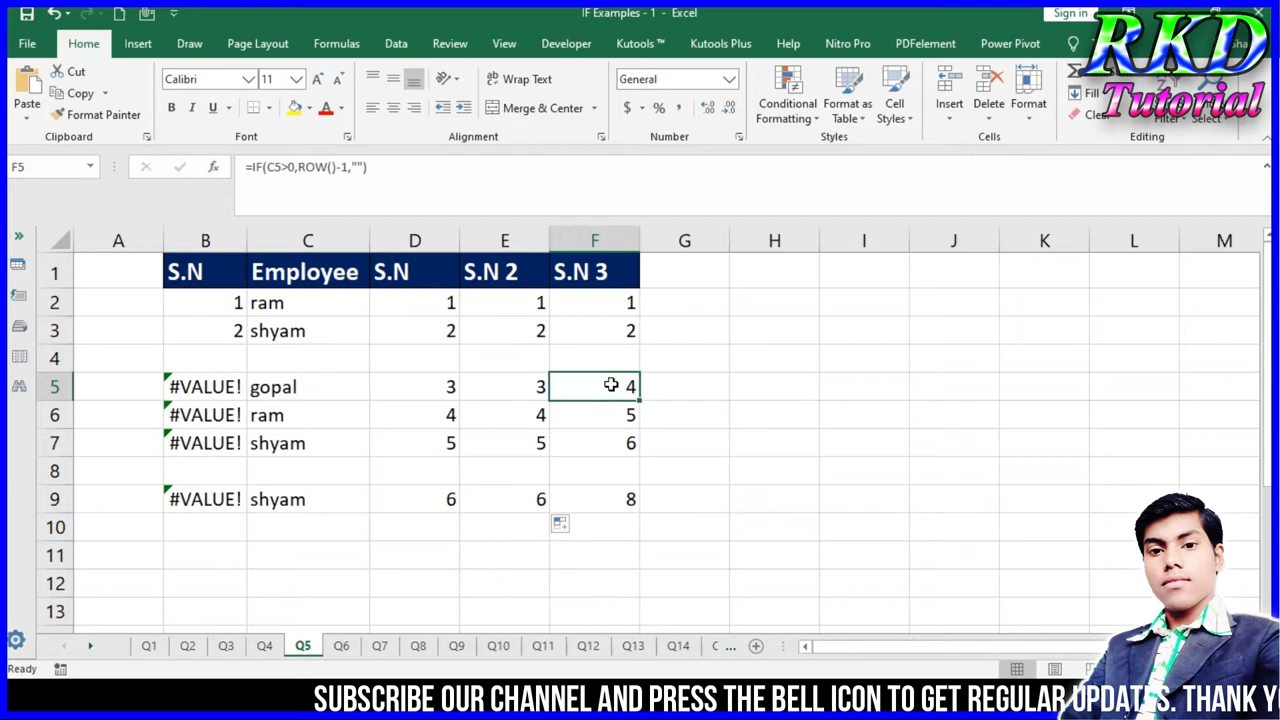 IF Examples - 1 - Excel
Sign in
File Home Insert Draw Page Layout Formulas Data Review View Developer Kutools ™ Kutools Plus Help Nitro Pro PDFelement Power Pivot
RKD
Tutorial
Paste
Cut
Copy
Format Painter
Clipboard
Calibri 11
B I U
Font
Wrap Text
Merge & Center
Alignment
General
$ % ,
Number
Conditional Formatting
Format as Table
Cell Styles
Styles
Insert
Delete
Format
Cells
Fill
Clear
Filter
Select
Editing
F5
fx
=IF(C5>0,ROW()-1,"")
A B C D E F G H I J K L M
1 S.N Employee S.N S.N 2 S.N 3
2 1 ram 1 1 1
3 2 shyam 2 2 2
4
5 #VALUE! gopal 3 3 4
6 #VALUE! ram 4 4 5
7 #VALUE! shyam 5 5 6
8
9 #VALUE! shyam 6 6 8
10
11
12
13
Q1 Q2 Q3 Q4 Q5 Q6 Q7 Q8 Q9 Q10 Q11 Q12 Q13 Q14 ...
Ready
SUBSCRIBE OUR CHANNEL AND PRESS THE BELL ICON TO GET REGULAR UPDATES. THANK Y